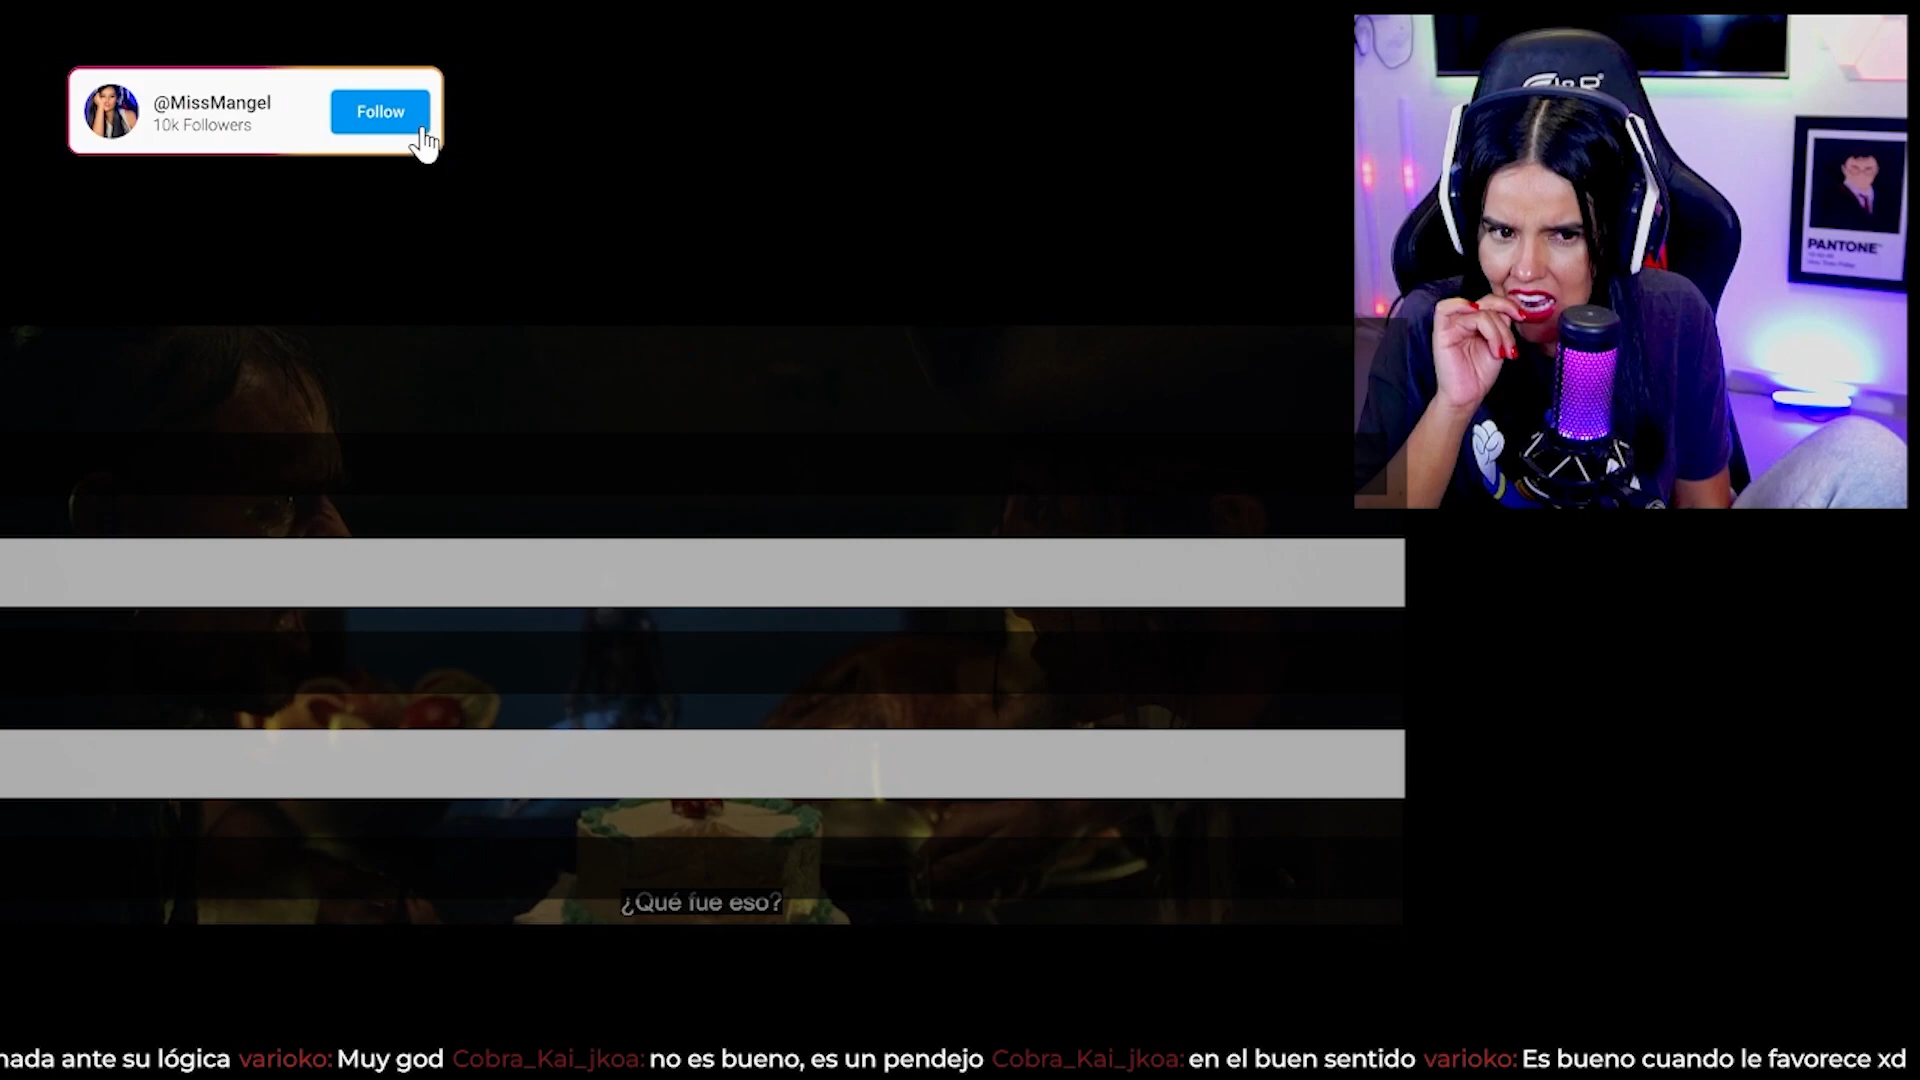 @MissMangel
10k Followers
Follow
PANTONE
¿Qué fue eso?
nada ante su lógica varioko: Muy god Cobra_Kai_jkoa: no es bueno, es un pendejo Cobra_Kai_jkoa: en el buen sentido varioko: Es bueno cuando le favorece xd